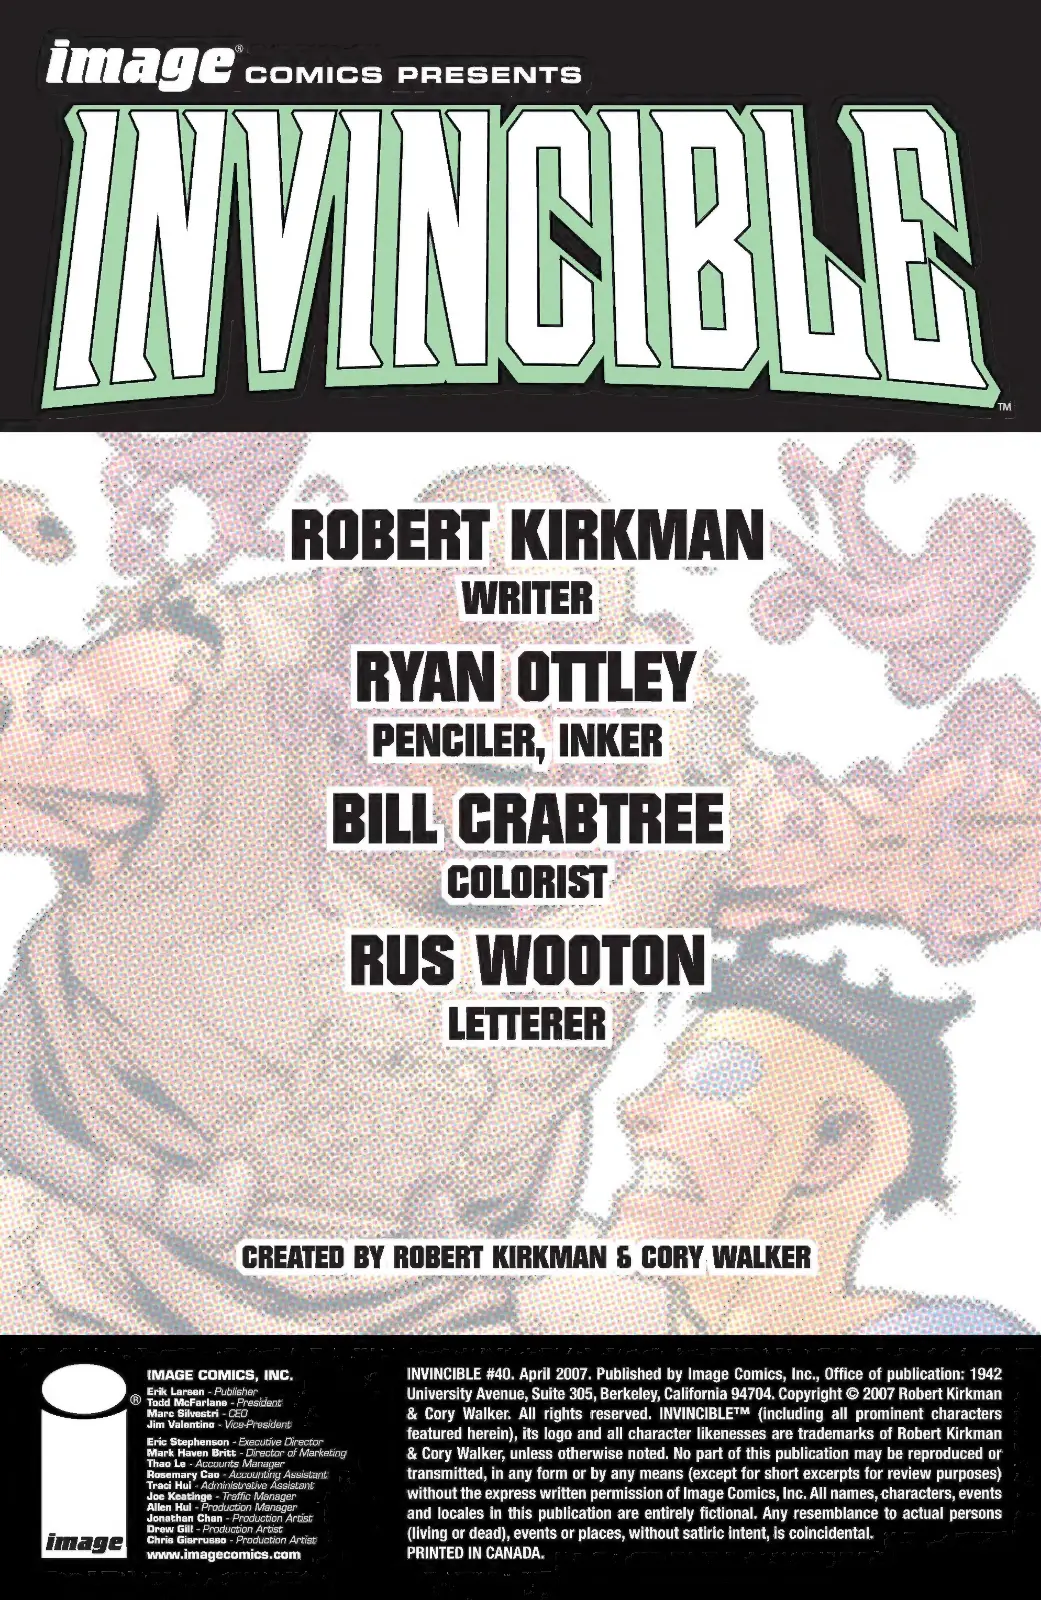 image® COMICS PRESENTS
INVINCIBLE™
ROBERT KIRKMAN
WRITER
RYAN OTTLEY
PENCILER, INKER
BILL CRABTREE
COLORIST
RUS WOOTON
LETTERER
CREATED BY ROBERT KIRKMAN & CORY WALKER
®
image
IMAGE COMICS, INC.
Erik Larsen - Publisher
Todd McFarlane - President
Marc Silvestri - CEO
Jim Valentino - Vice-President
Eric Stephenson - Executive Director
Mark Haven Britt - Director of Marketing
Thao Le - Accounts Manager
Rosemary Cao - Accounting Assistant
Traci Hui - Administrative Assistant
Joe Keatinge - Traffic Manager
Allen Hui - Production Manager
Jonathan Chan - Production Artist
Drew Gill - Production Artist
Chris Giarrusso - Production Artist
www.imagecomics.com
INVINCIBLE #40. April 2007. Published by Image Comics, Inc., Office of publication: 1942
University Avenue, Suite 305, Berkeley, California 94704. Copyright © 2007 Robert Kirkman
& Cory Walker. All rights reserved. INVINCIBLE™ (including all prominent characters
featured herein), its logo and all character likenesses are trademarks of Robert Kirkman
& Cory Walker, unless otherwise noted. No part of this publication may be reproduced or
transmitted, in any form or by any means (except for short excerpts for review purposes)
without the express written permission of Image Comics, Inc. All names, characters, events
and locales in this publication are entirely fictional. Any resemblance to actual persons
(living or dead), events or places, without satiric intent, is coincidental.
PRINTED IN CANADA.